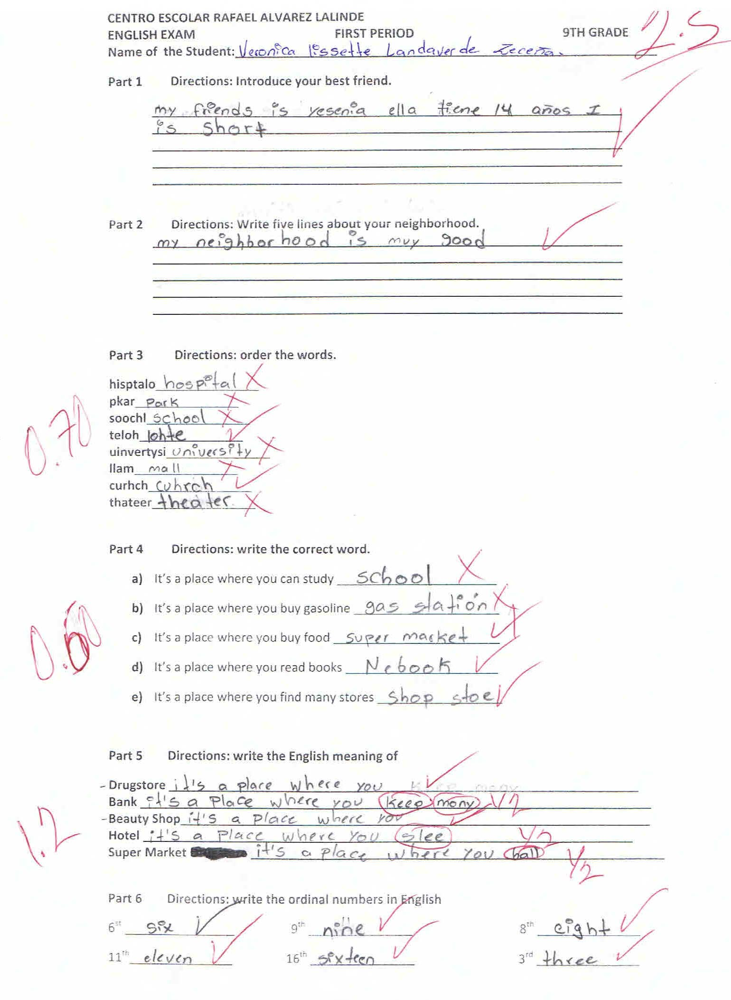 CENTRO ESCOLAR RAFAEL ALVAREZ LALINDE
ENGLISH EXAM FIRST PERIOD 9TH GRADE 2.5
Name of the Student: Veronica lissette Landaverde Zeceña.
Part 1 Directions: Introduce your best friend.
my friends is yesenia ella tiene 14 años I
is short
Part 2 Directions: Write five lines about your neighborhood.
my neighborhood is muy good
Part 3 Directions: order the words.
hisptalo hospital X
pkar Park X
soochl school X
teloh lohte
uinvertysi university X
llam mall X
curhch cuhrch
thateer theater. X
0.70
Part 4 Directions: write the correct word.
a) It's a place where you can study school X
b) It's a place where you buy gasoline gas statión X
c) It's a place where you buy food super market
d) It's a place where you read books Nebook
e) It's a place where you find many stores shop stoe
0.60
Part 5 Directions: write the English meaning of
- Drugstore it's a place where you keep mony
Bank it's a Place where you keep mony 1/2
- Beauty Shop it's a place where you
Hotel it's a Place where you slee 1/2
Super Market it's a place where you ball 1/2
1.2
Part 6 Directions: write the ordinal numbers in English
6st six 9th nine 8th eight
11th eleven 16th sixteen 3rd three